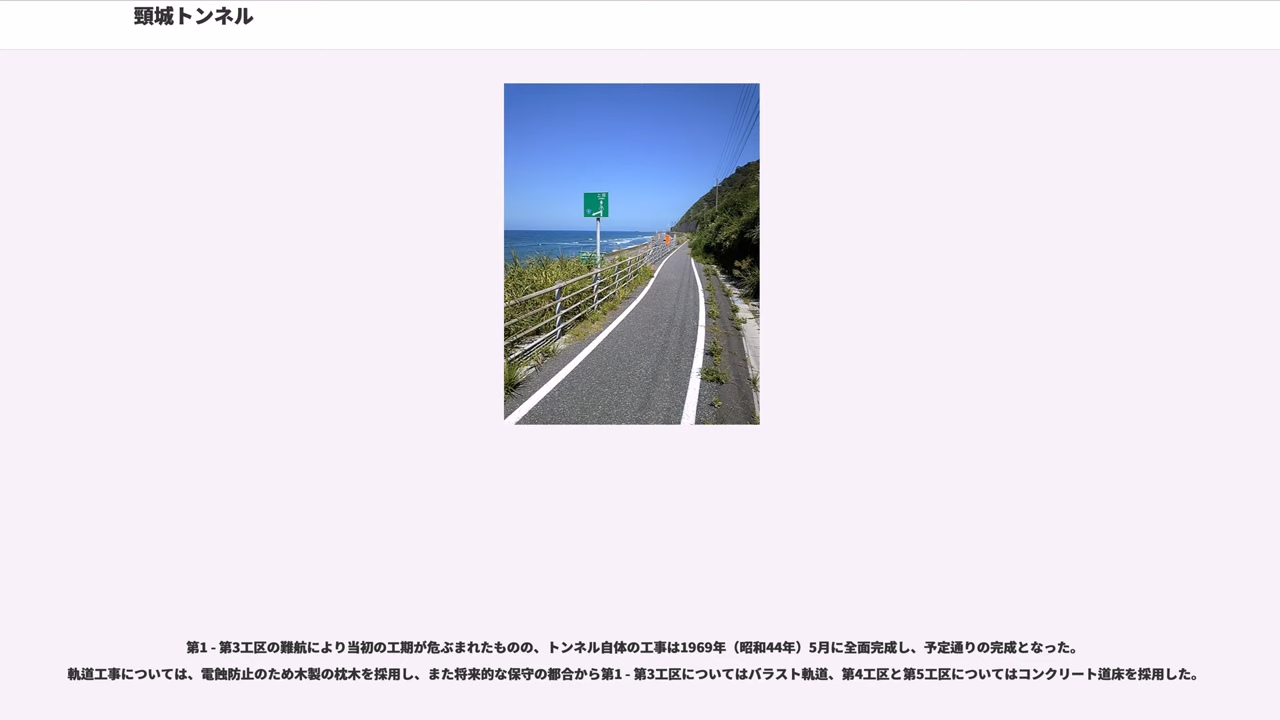 頸城トンネル
第1 - 第3工区の難航により当初の工期が危ぶまれたものの、トンネル自体の工事は1969年（昭和44年）5月に全面完成し、予定通りの完成となった。
軌道工事については、電蝕防止のため木製の枕木を採用し、また将来的な保守の都合から第1 - 第3工区についてはバラスト軌道、第4工区と第5工区についてはコンクリート道床を採用した。